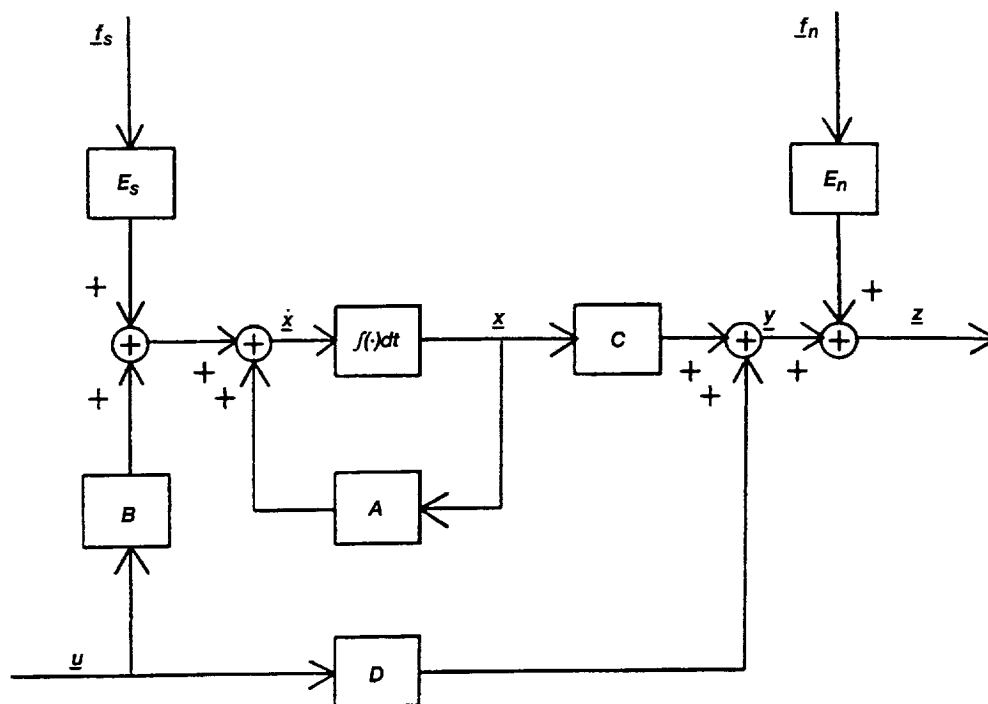 f_s
f_n
E_s
E_n
+
+
+
+
ẋ
∫(·)dt
x
C
+
y
+
z
+
+
+
+
+
+
B
A
u
D